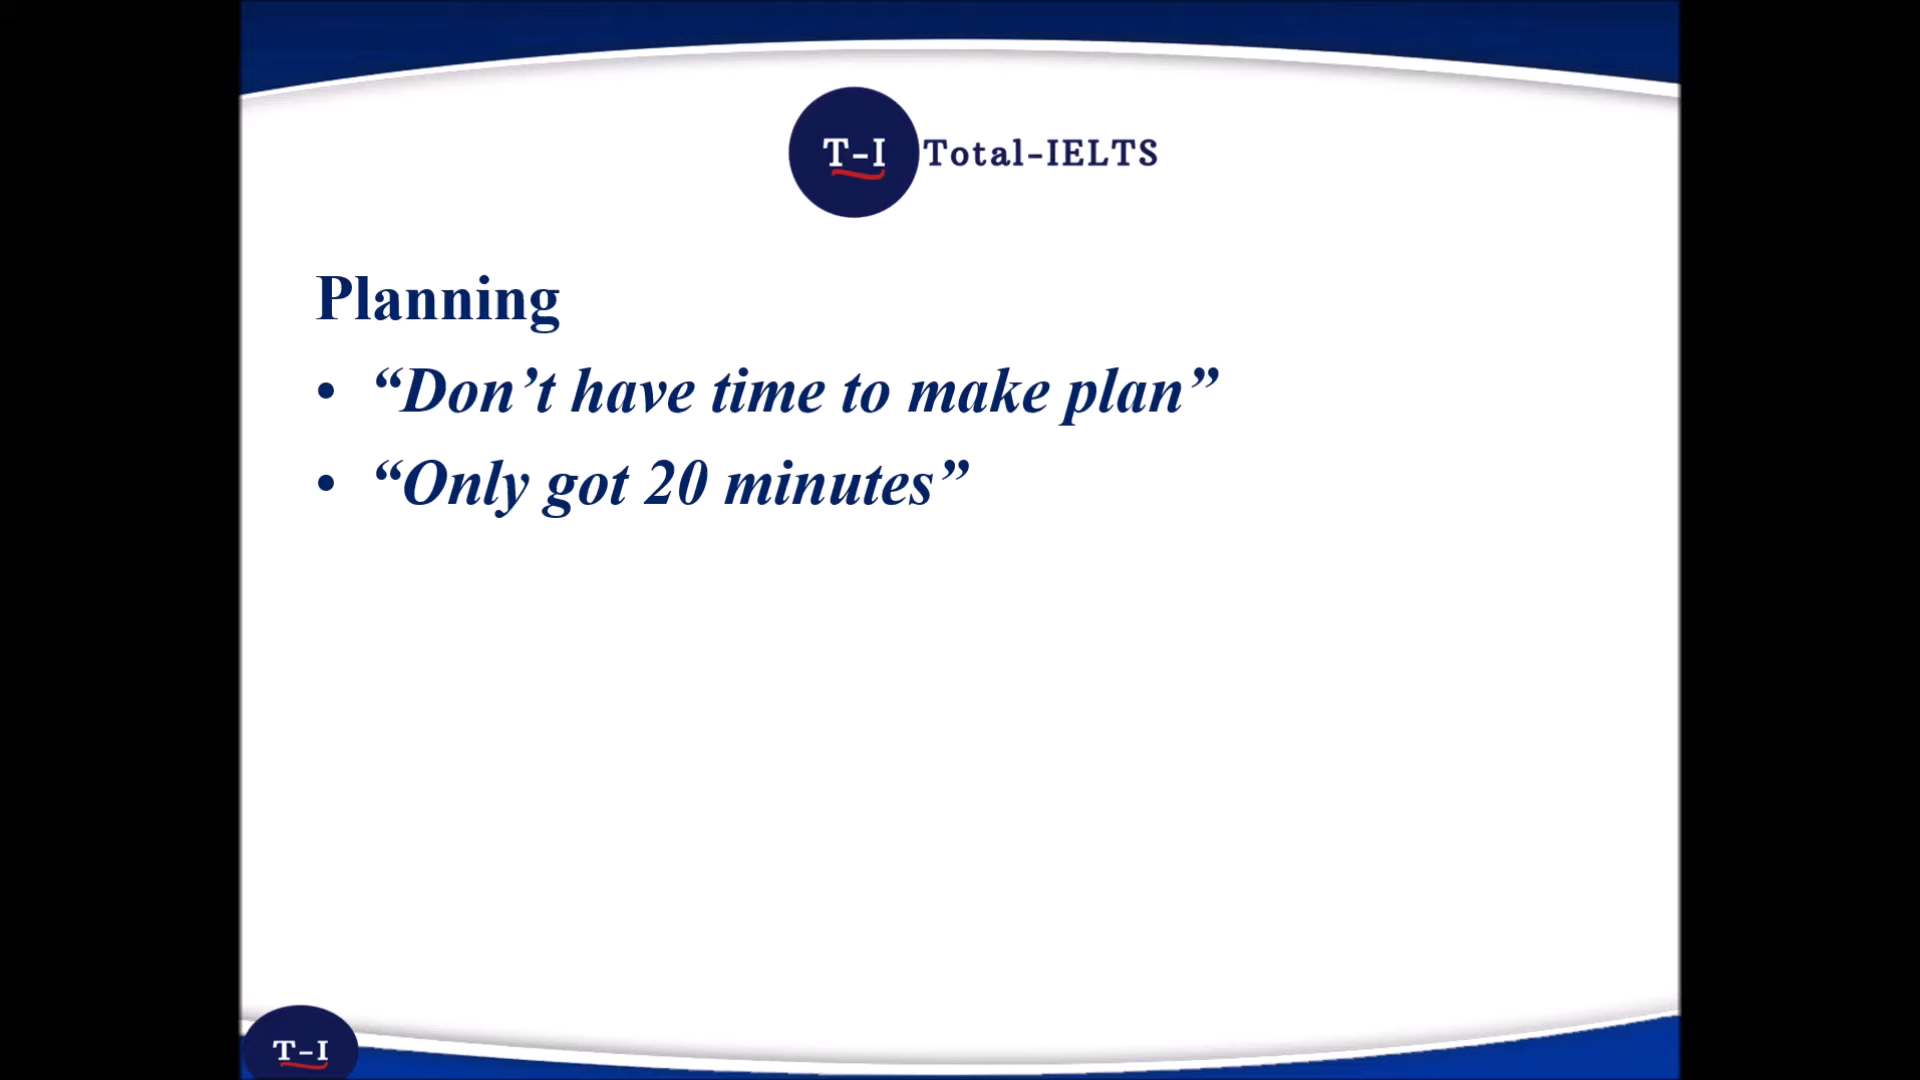 T-I Total-IELTS
Planning
• “Don’t have time to make plan”
• “Only got 20 minutes”
T-I